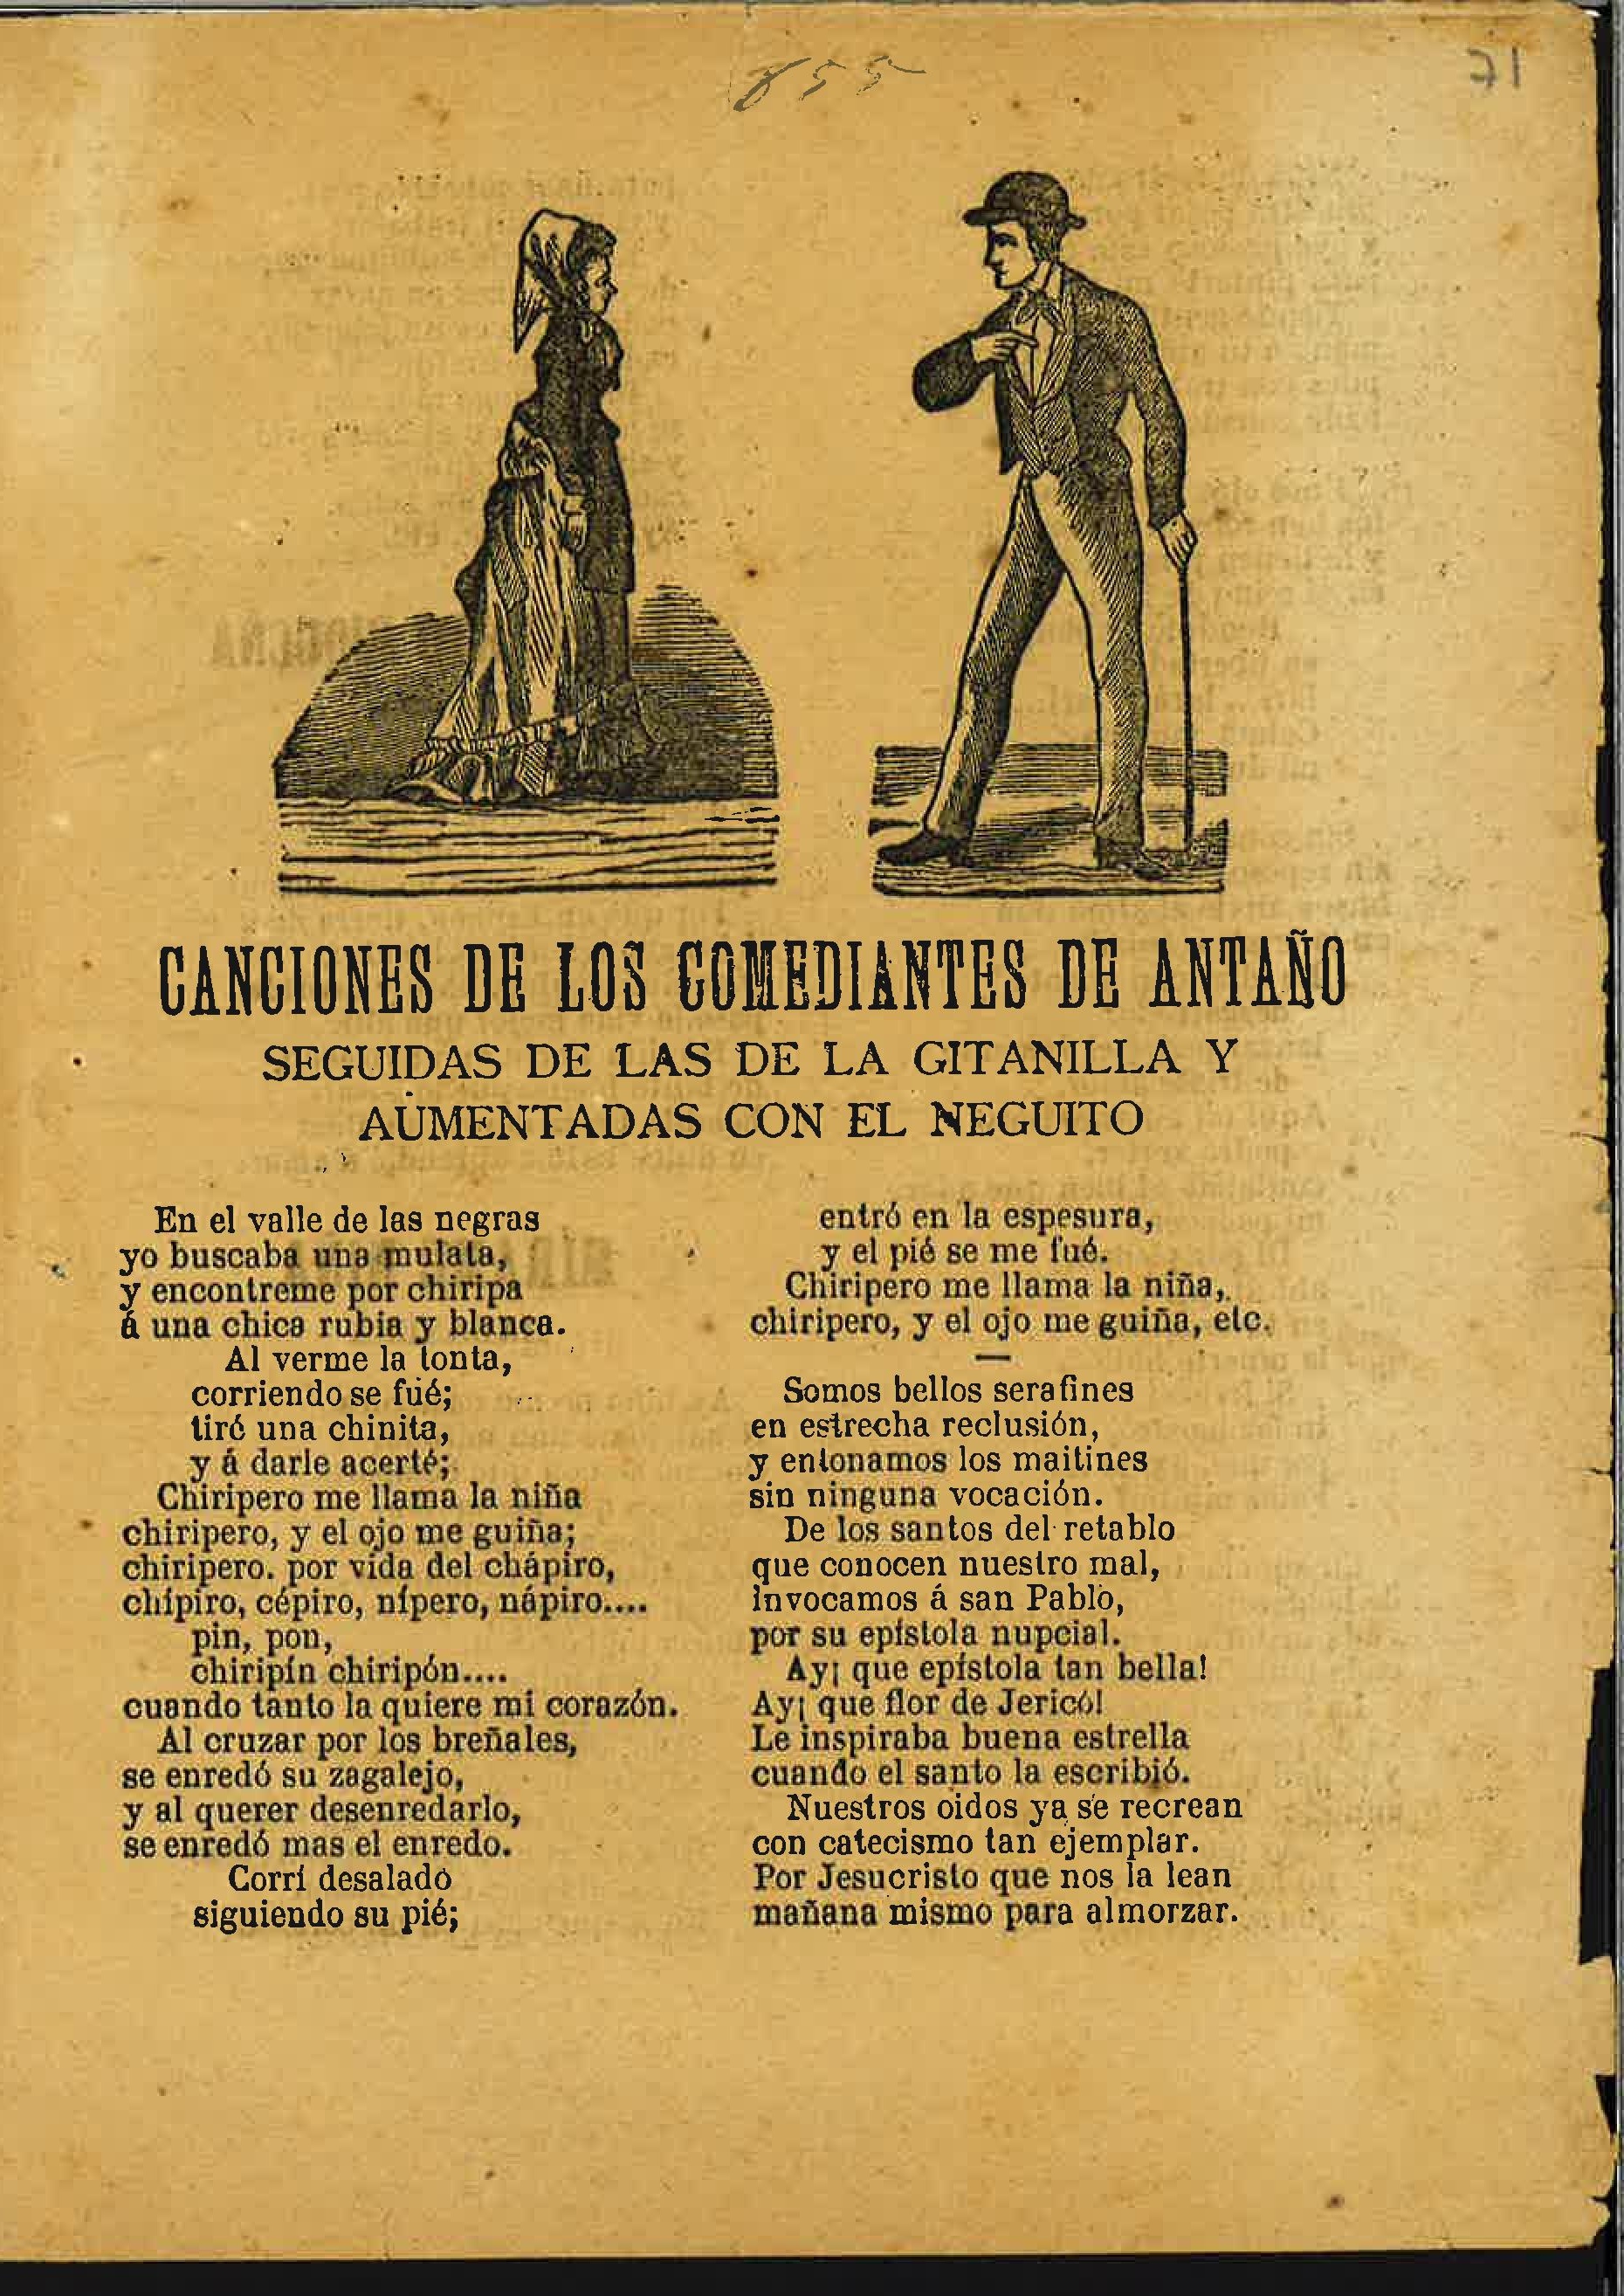 855
71
CANCIONES DE LOS COMEDIANTES DE ANTAÑO
SEGUIDAS DE LAS DE LA GITANILLA Y
AUMENTADAS CON EL NEGUITO
En el valle de las negras
yo buscaba una mulata,
y encontreme por chiripa
á una chica rubia y blanca.
Al verme la tonta,
corriendo se fué;
tiró una chinita,
y á darle acerté;
Chiripero me llama la niña
chiripero, y el ojo me guiña;
chiripero. por vida del chápiro,
chípiro, cépiro, nípero, nápiro....
pin, pon,
chiripín chiripón....
cuando tanto la quiere mi corazón.
Al cruzar por los breñales,
se enredó su zagalejo,
y al querer desenredarlo,
se enredó mas el enredo.
Corrí desalado
siguiendo su pié;
entró en la espesura,
y el pié se me fué.
Chiripero me llama la niña,
chiripero, y el ojo me guiña, etc.
—
Somos bellos serafines
en estrecha reclusión,
y entonamos los maitines
sin ninguna vocación.
De los santos del retablo
que conocen nuestro mal,
invocamos á san Pablo,
por su epístola nupcial.
Ay¡ que epístola tan bella!
Ay¡ que flor de Jericó!
Le inspiraba buena estrella
cuando el santo la escribió.
Nuestros oidos ya se recrean
con catecismo tan ejemplar.
Por Jesucristo que nos la lean
mañana mismo para almorzar.